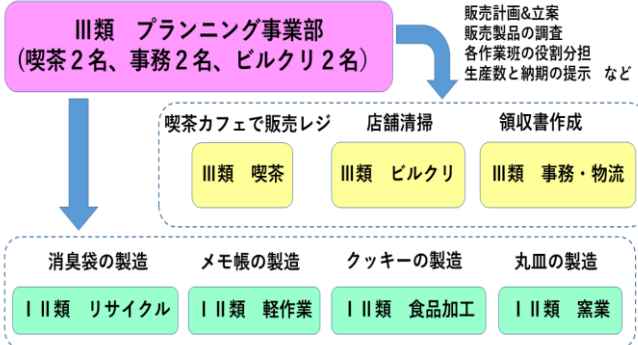 Ⅲ類　プランニング事業部
（喫茶２名、事務２名、ビルクリ２名）
販売計画&立案
販売製品の調査
各作業班の役割分担
生産数と納期の提示　など
喫茶カフェで販売レジ
店舗清掃
領収書作成
Ⅲ類　喫茶
Ⅲ類　ビルクリ
Ⅲ類　事務・物流
消臭袋の製造
メモ帳の製造
クッキーの製造
丸皿の製造
ⅠⅡ類　リサイクル
ⅠⅡ類　軽作業
ⅠⅡ類　食品加工
ⅠⅡ類　窯業